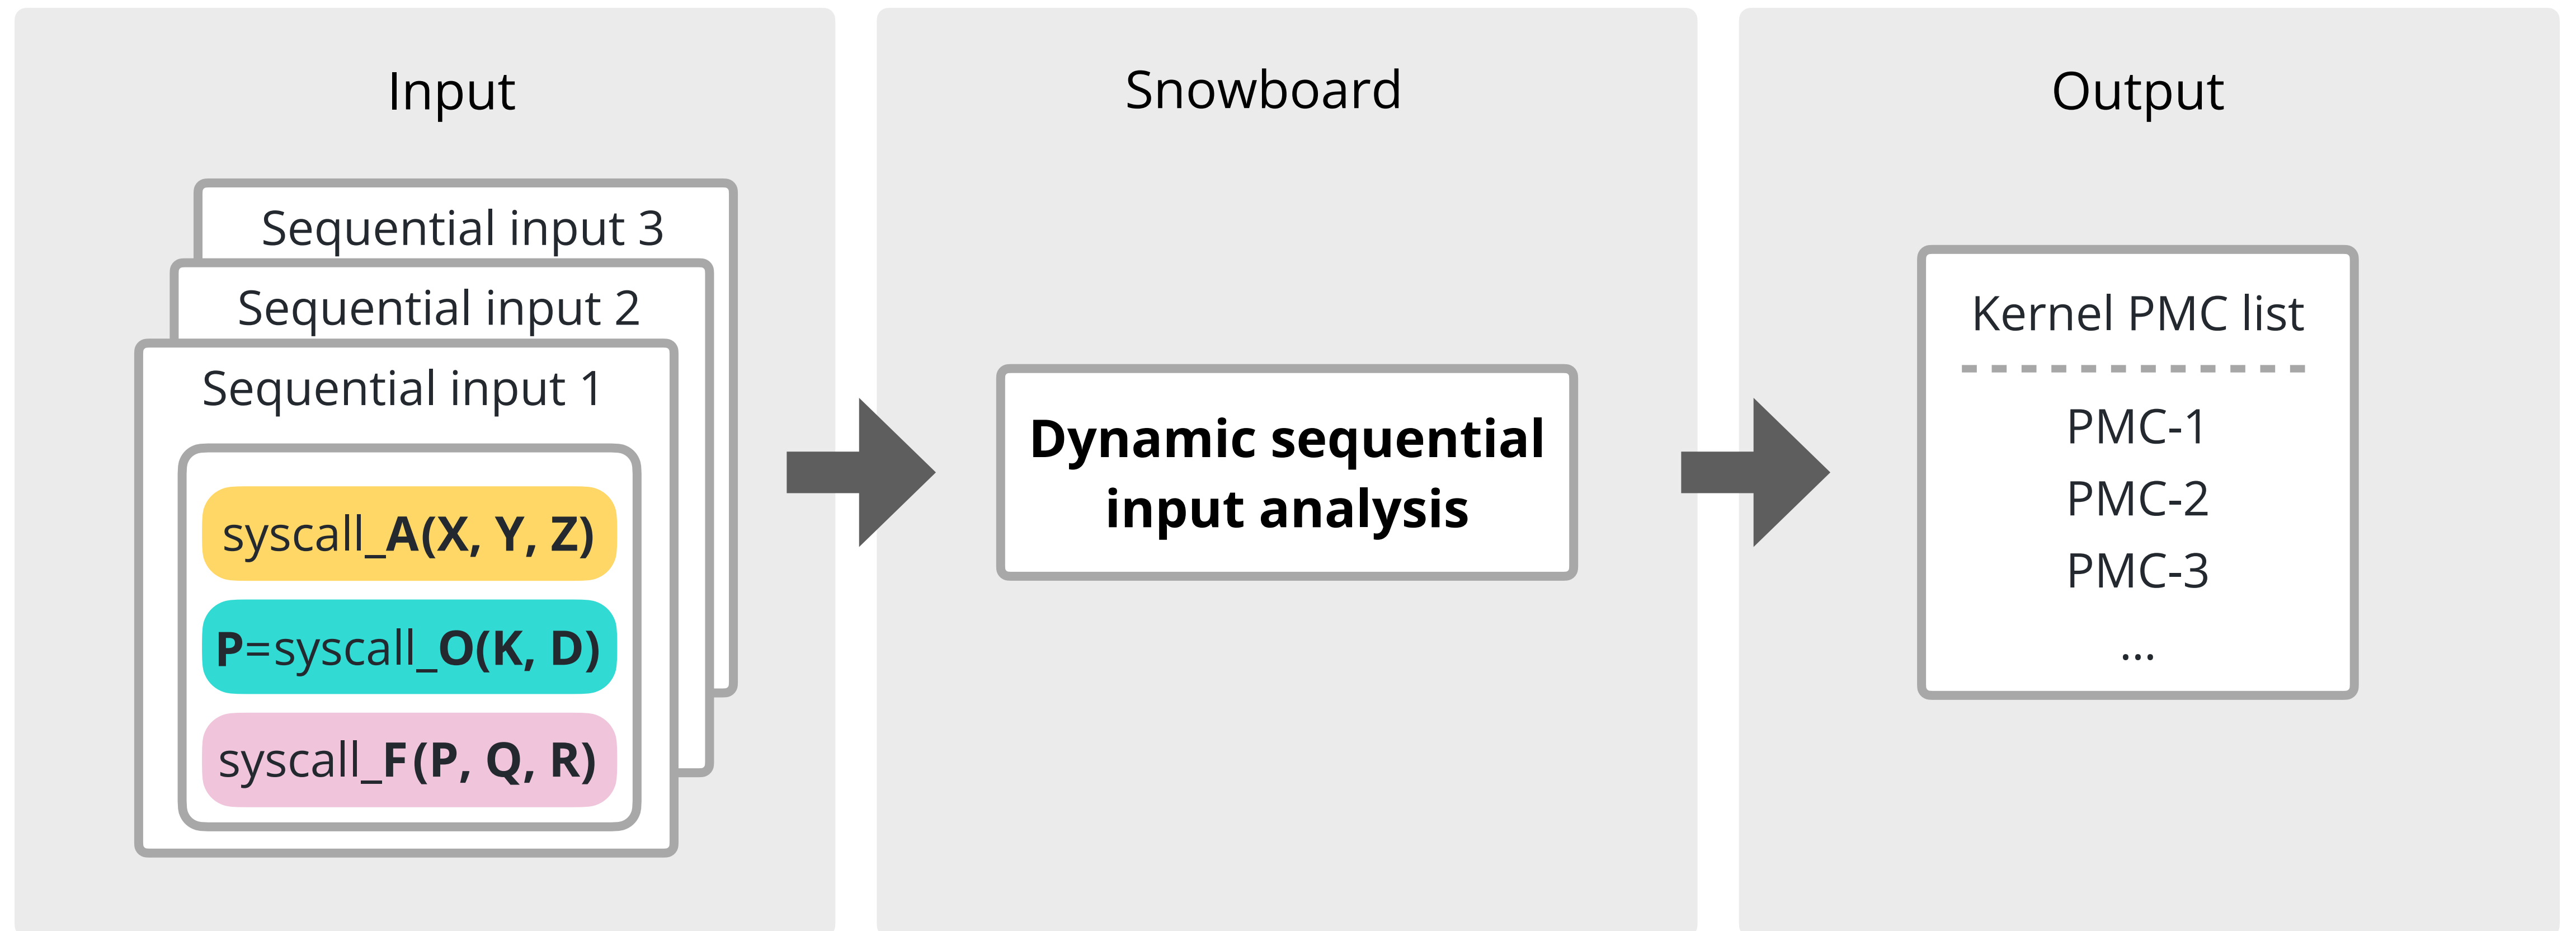 Input
Sequential input 3
Sequential input 2
Sequential input 1
syscall_A(X, Y, Z)
P=syscall_O(K, D)
syscall_F(P, Q, R)
Snowboard
Dynamic sequential
input analysis
Output
Kernel PMC list
PMC-1
PMC-2
PMC-3
...